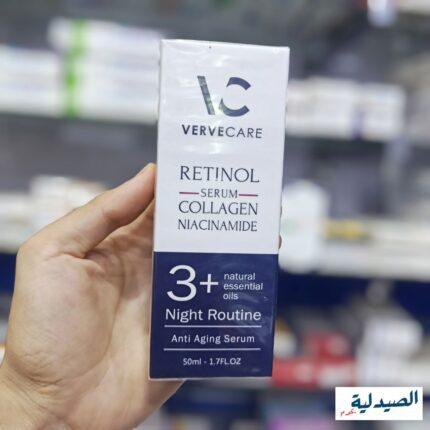 VC
VERVECARE
RETINOL
SERUM
COLLAGEN
NIACINAMIDE
3+ natural
essential
oils
Night Routine
Anti Aging Serum
50ml - 1.7FL.OZ
الصيدلية